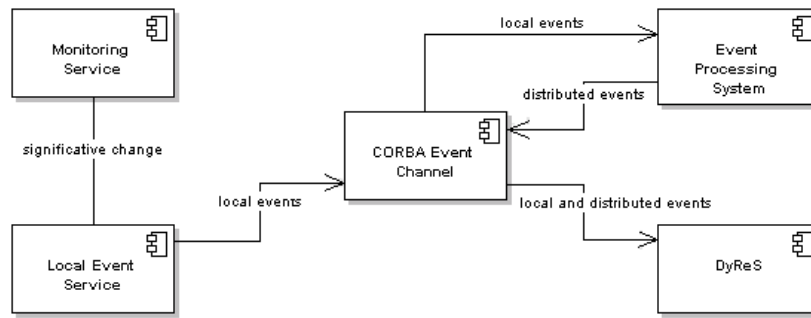 Monitoring
Service
local events
Event
Processing
System
distributed events
significative change
CORBA Event
Channel
local events
local and distributed events
Local Event
Service
DyReS